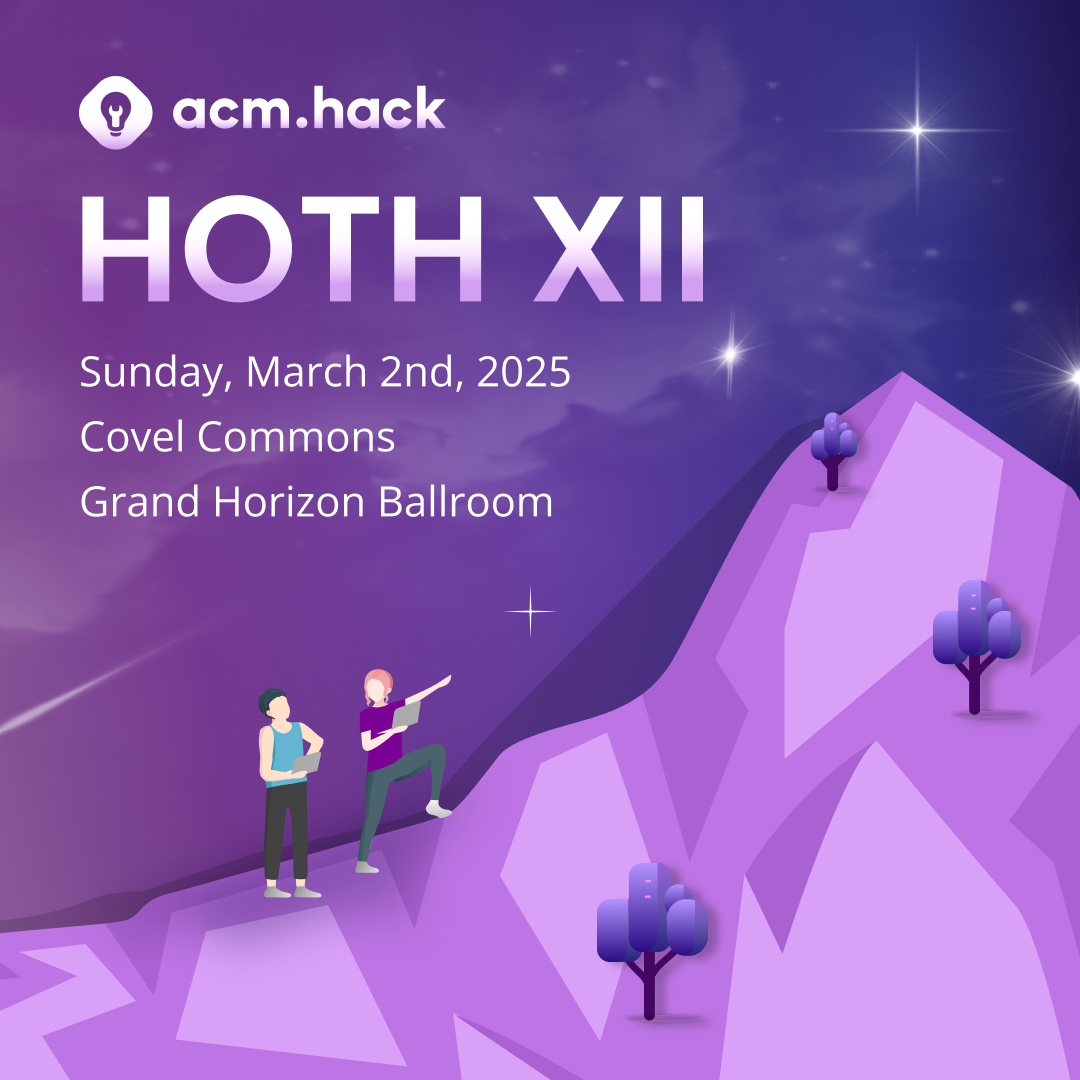 acm.hack
HOTH XII
Sunday, March 2nd, 2025
Covel Commons
Grand Horizon Ballroom